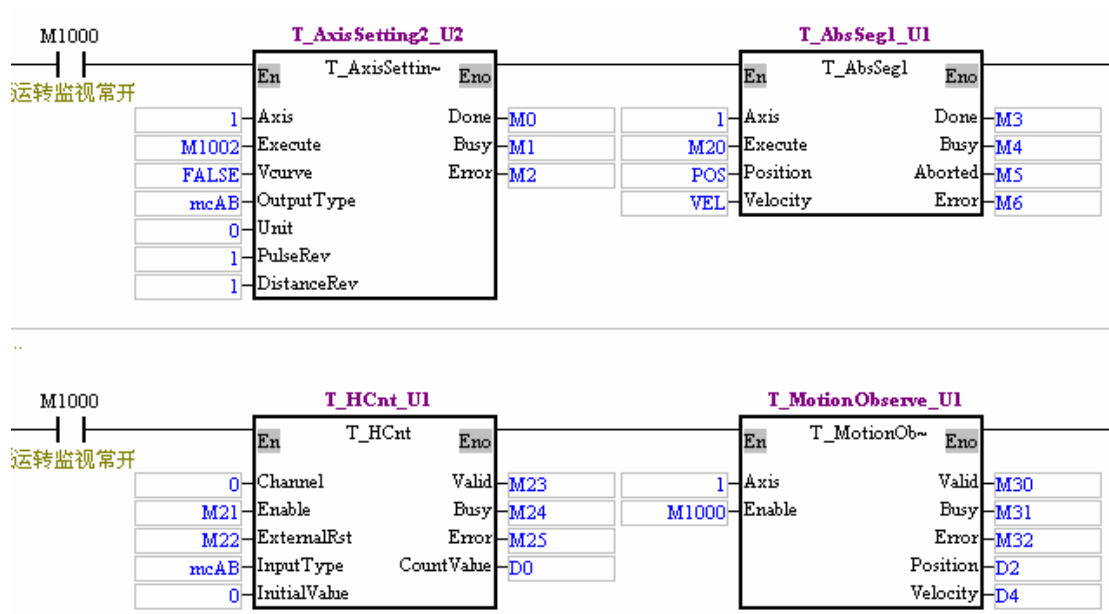 M1000 T_AxisSetting2_U2 T_AbsSeg1_U1
En T_AxisSettin~ Eno En T_AbsSeg1 Eno
运转监视常开
1 Axis Done M0 1 Axis Done M3
M1002 Execute Busy M1 M20 Execute Busy M4
FALSE Vcurve Error M2 POS Position Aborted M5
mcAB OutputType VEL Velocity Error M6
0 Unit
1 PulseRev
1 DistanceRev
..
M1000 T_HCnt_U1 T_MotionObserve_U1
En T_HCnt Eno En T_MotionOb~ Eno
运转监视常开
0 Channel Valid M23 1 Axis Valid M30
M21 Enable Busy M24 M1000 Enable Busy M31
M22 ExternalRst Error M25 Error M32
mcAB InputType CountValue D0 Position D2
0 InitialValue Velocity D4